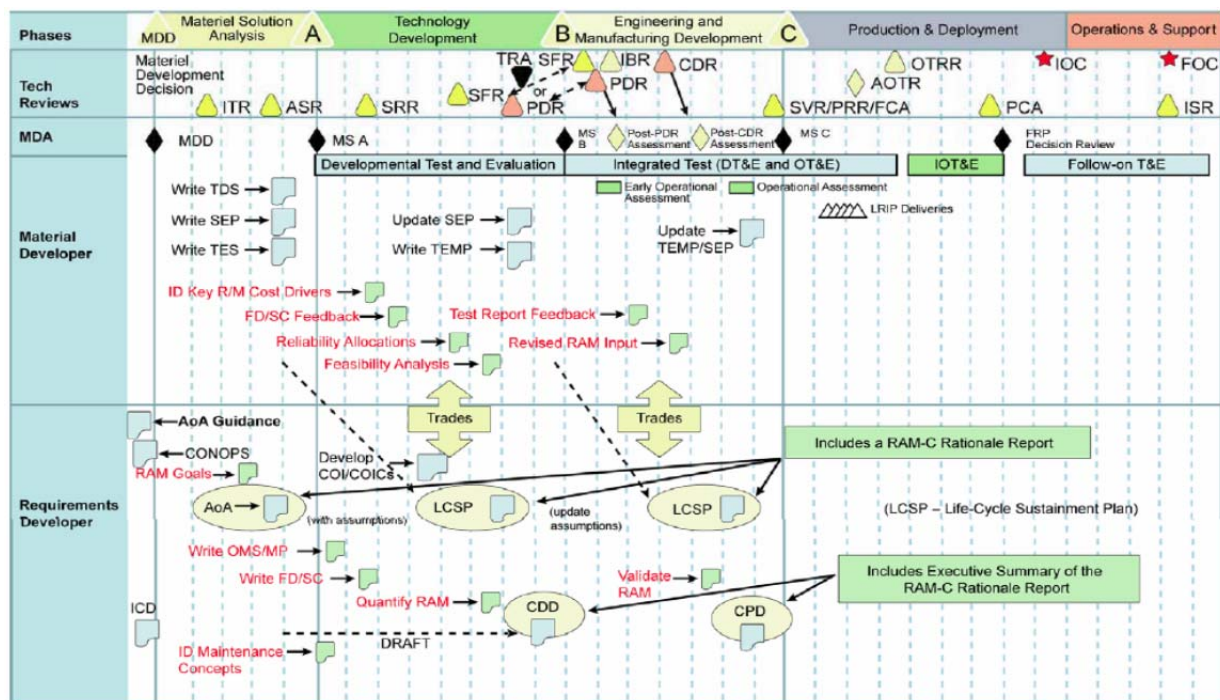 Phases
MDD
Materiel Solution
Analysis
A
Technology
Development
B
Engineering and
Manufacturing Development
C
Production & Deployment
Operations & Support
Tech
Reviews
Materiel
Development
Decision
ITR
ASR
SRR
SFR
TRA
or
PDR
SFR
IBR
PDR
CDR
SVR/PRR/FCA
OTRR
AOTR
PCA
IOC
FOC
ISR
MDA
MDD
MS A
MS
B
Post-PDR
Assessment
Post-CDR
Assessment
MS C
FRP
Decision Review
Developmental Test and Evaluation
Integrated Test (DT&E and OT&E)
IOT&E
Follow-on T&E
Early Operational
Assessment
Operational Assessment
LRIP Deliveries
Material
Developer
Write TDS
Write SEP
Write TES
Update SEP
Write TEMP
Update
TEMP/SEP
ID Key R/M Cost Drivers
FD/SC Feedback
Reliability Allocations
Feasibility Analysis
Test Report Feedback
Revised RAM Input
Trades
Trades
Requirements
Developer
AoA Guidance
CONOPS
RAM Goals
AoA
(with assumptions)
Develop
COI/COICs
LCSP
(update
assumptions)
LCSP
Includes a RAM-C Rationale Report
(LCSP – Life-Cycle Sustainment Plan)
Write OMS/MP
Write FD/SC
Quantify RAM
Validate
RAM
Includes Executive Summary of the
RAM-C Rationale Report
ICD
CDD
CPD
DRAFT
ID Maintenance
Concepts